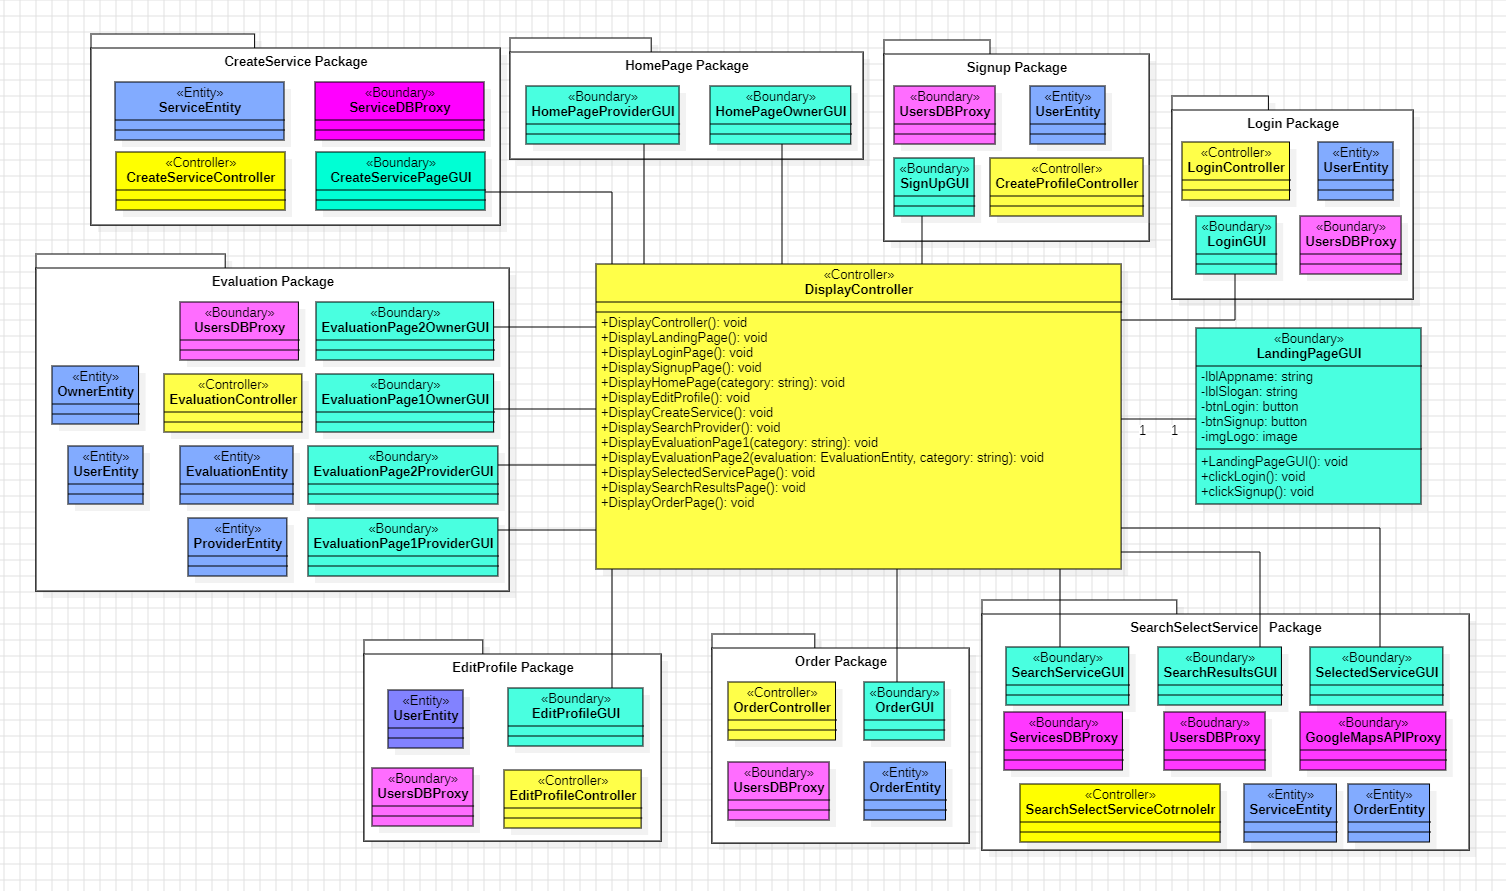 CreateService Package
«Entity»
ServiceEntity
«Boundary»
ServiceDBProxy
«Controller»
CreateServiceController
«Boundary»
CreateServicePageGUI
HomePage Package
«Boundary»
HomePageProviderGUI
«Boundary»
HomePageOwnerGUI
Signup Package
«Boundary»
UsersDBProxy
«Entity»
UserEntity
«Boundary»
SignUpGUI
«Controller»
CreateProfileController
Login Package
«Controller»
LoginController
«Entity»
UserEntity
«Boundary»
LoginGUI
«Boundary»
UsersDBProxy
Evaluation Package
«Boundary»
UsersDBProxy
«Boundary»
EvaluationPage2OwnerGUI
«Entity»
OwnerEntity
«Controller»
EvaluationController
«Boundary»
EvaluationPage1OwnerGUI
«Entity»
UserEntity
«Entity»
EvaluationEntity
«Boundary»
EvaluationPage2ProviderGUI
«Entity»
ProviderEntity
«Boundary»
EvaluationPage1ProviderGUI
«Controller»
DisplayController
+DisplayController(): void
+DisplayLandingPage(): void
+DisplayLoginPage(): void
+DisplaySignupPage(): void
+DisplayHomePage(category: string): void
+DisplayEditProfile(): void
+DisplayCreateService(): void
+DisplaySearchProvider(): void
+DisplayEvaluationPage1(category: string): void
+DisplayEvaluationPage2(evaluation: EvaluationEntity, category: string): void
+DisplaySelectedServicePage(): void
+DisplaySearchResultsPage(): void
+DisplayOrderPage(): void
1 1
«Boundary»
LandingPageGUI
-lblAppname: string
-lblSlogan: string
-btnLogin: button
-btnSignup: button
-imgLogo: image
+LandingPageGUI(): void
+clickLogin(): void
+clickSignup(): void
EditProfile Package
«Entity»
UserEntity
«Boundary»
EditProfileGUI
«Boundary»
UsersDBProxy
«Controller»
EditProfileController
Order Package
«Controller»
OrderController
«Boundary»
OrderGUI
«Boundary»
UsersDBProxy
«Entity»
OrderEntity
SearchSelectService Package
«Boundary»
SearchServiceGUI
«Boundary»
SearchResultsGUI
«Boundary»
SelectedServiceGUI
«Boundary»
ServicesDBProxy
«Boudnary»
UsersDBProxy
«Boundary»
GoogleMapsAPIProxy
«Controller»
SearchSelectServiceCotrnolelr
«Entity»
ServiceEntity
«Entity»
OrderEntity